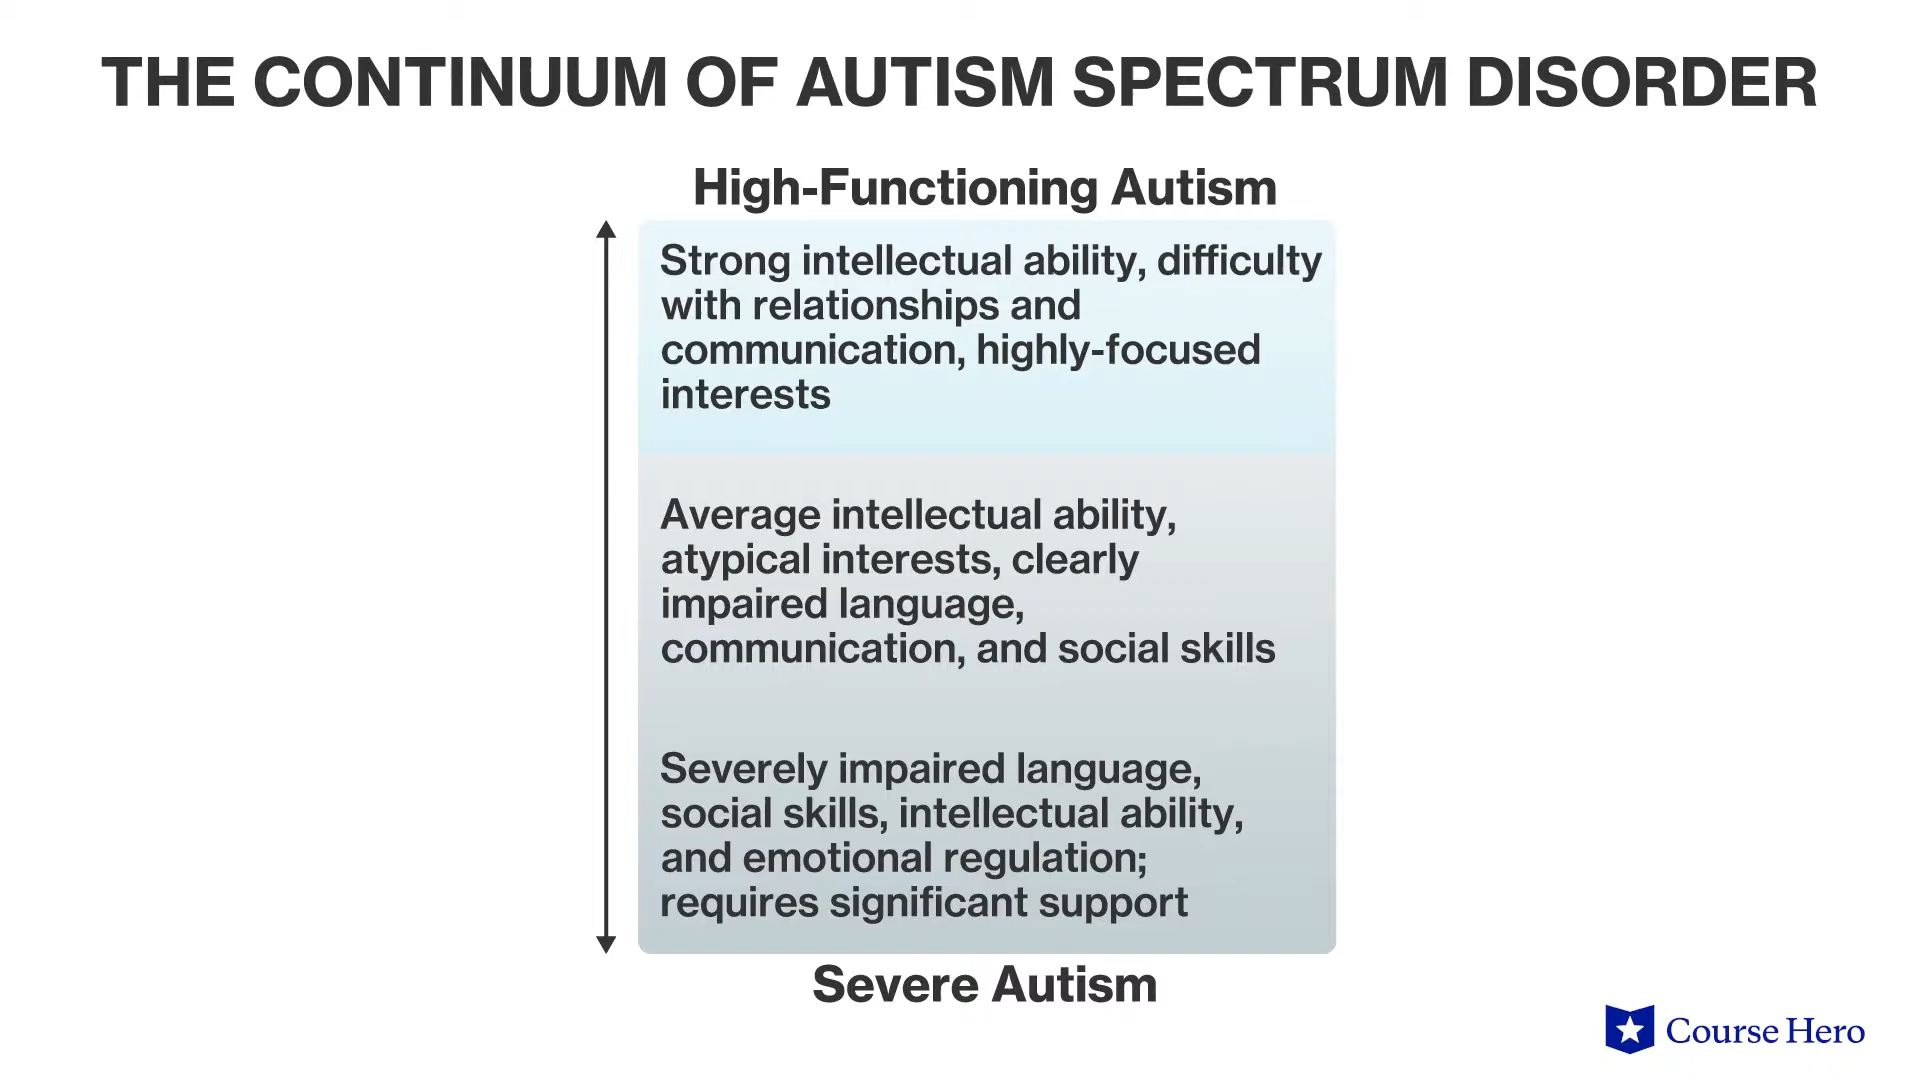 THE CONTINUUM OF AUTISM SPECTRUM DISORDER
High-Functioning Autism
Strong intellectual ability, difficulty
with relationships and
communication, highly-focused
interests
Average intellectual ability,
atypical interests, clearly
impaired language,
communication, and social skills
Severely impaired language,
social skills, intellectual ability,
and emotional regulation;
requires significant support
Severe Autism
Course Hero